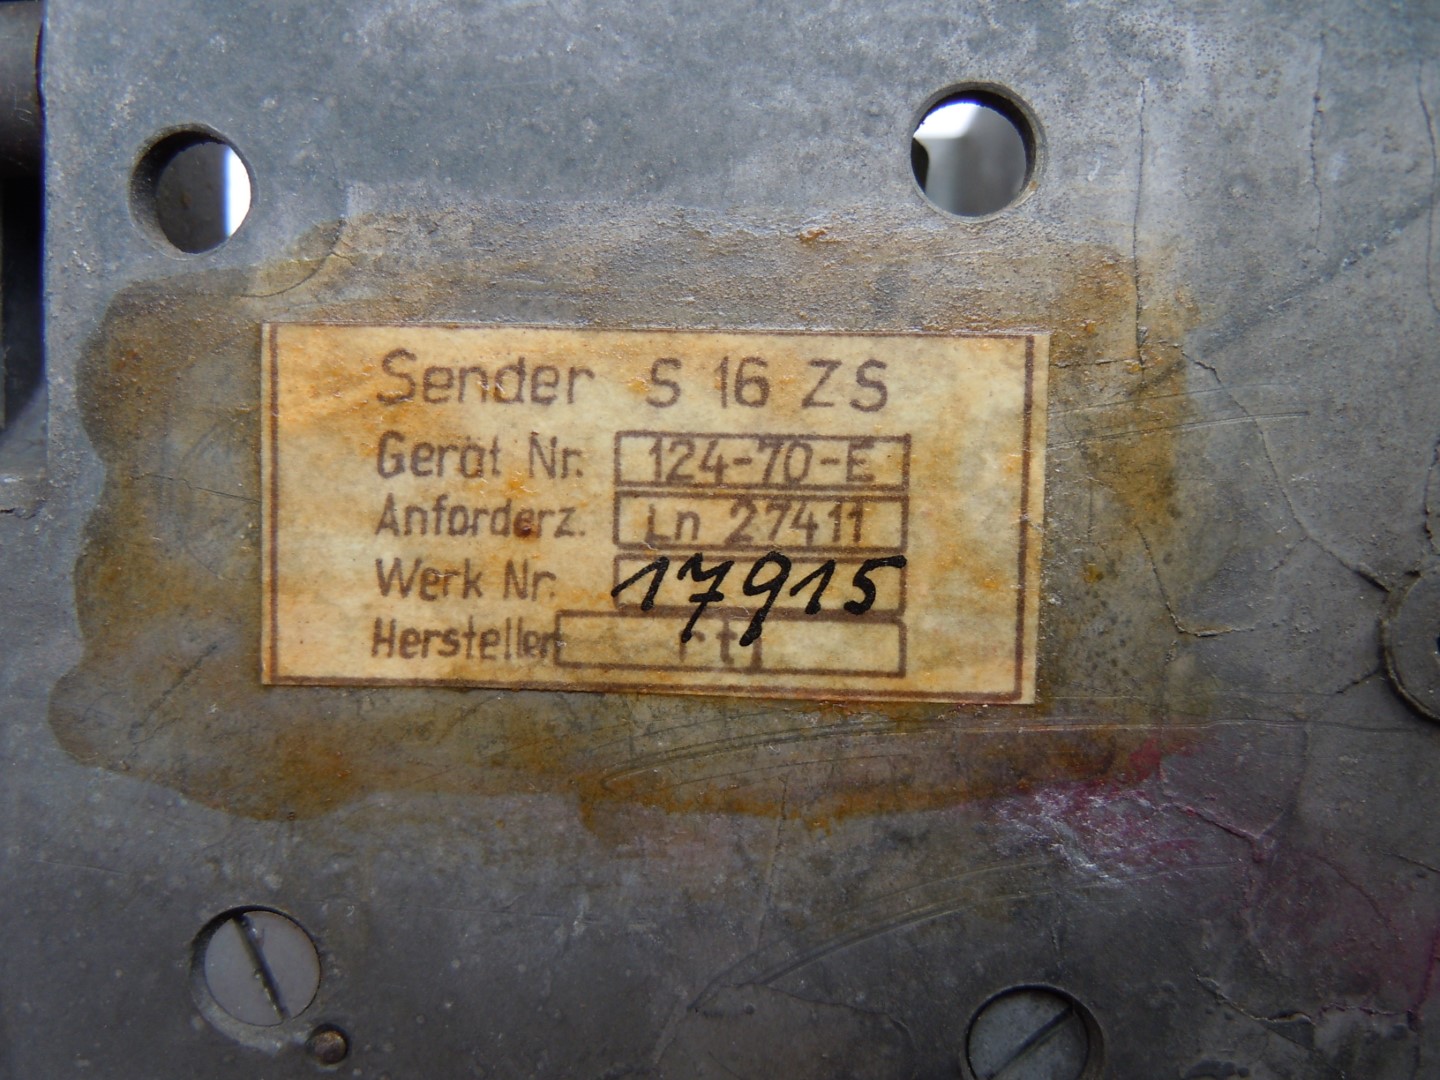 Sender S 16 ZS
Gerät Nr. 124-70-E
Anforderz. Ln 27411
Werk Nr. 17915
Hersteller